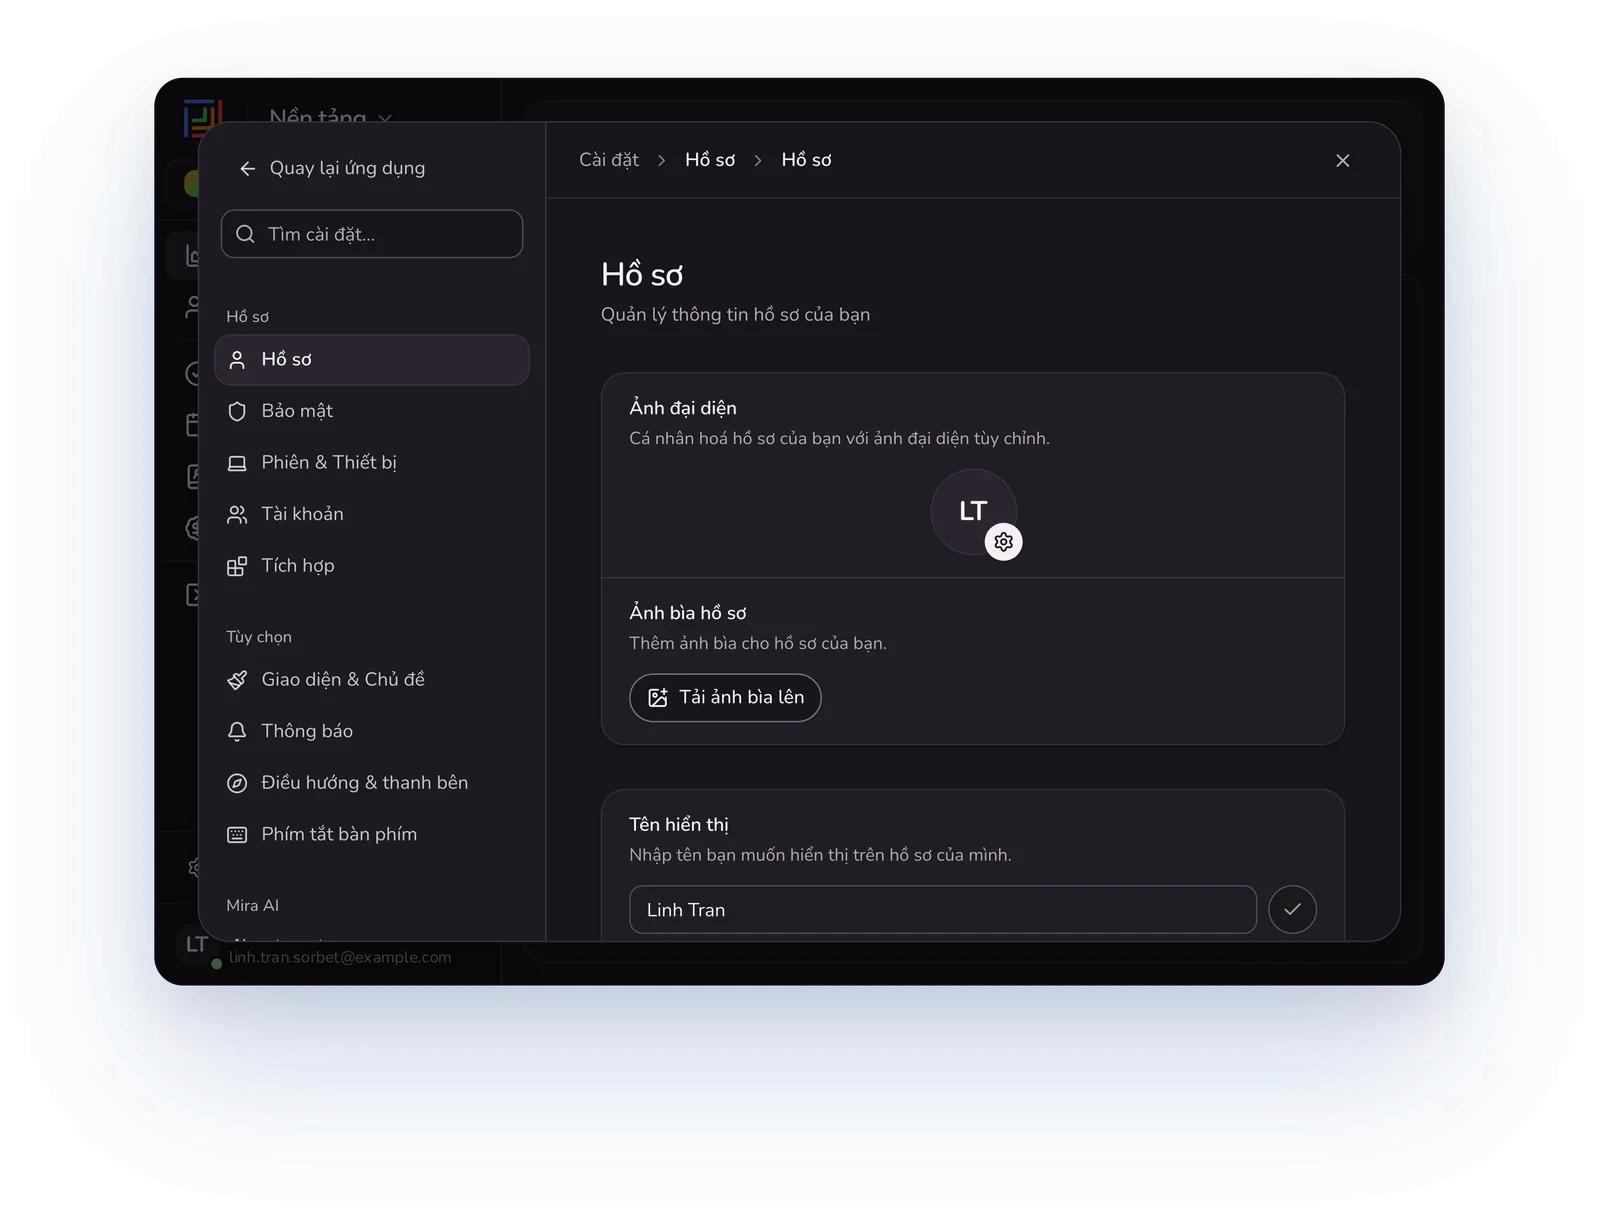 Nền tảng
Quay lại ứng dụng
Tìm cài đặt...
Hồ sơ
Hồ sơ
Bảo mật
Phiên & Thiết bị
Tài khoản
Tích hợp
Tùy chọn
Giao diện & Chủ đề
Thông báo
Điều hướng & thanh bên
Phím tắt bàn phím
Mira AI
LT
linh.tran.sorbet@example.com
Cài đặt > Hồ sơ > Hồ sơ
Hồ sơ
Quản lý thông tin hồ sơ của bạn
Ảnh đại diện
Cá nhân hoá hồ sơ của bạn với ảnh đại diện tùy chỉnh.
LT
Ảnh bìa hồ sơ
Thêm ảnh bìa cho hồ sơ của bạn.
Tải ảnh bìa lên
Tên hiển thị
Nhập tên bạn muốn hiển thị trên hồ sơ của mình.
Linh Tran